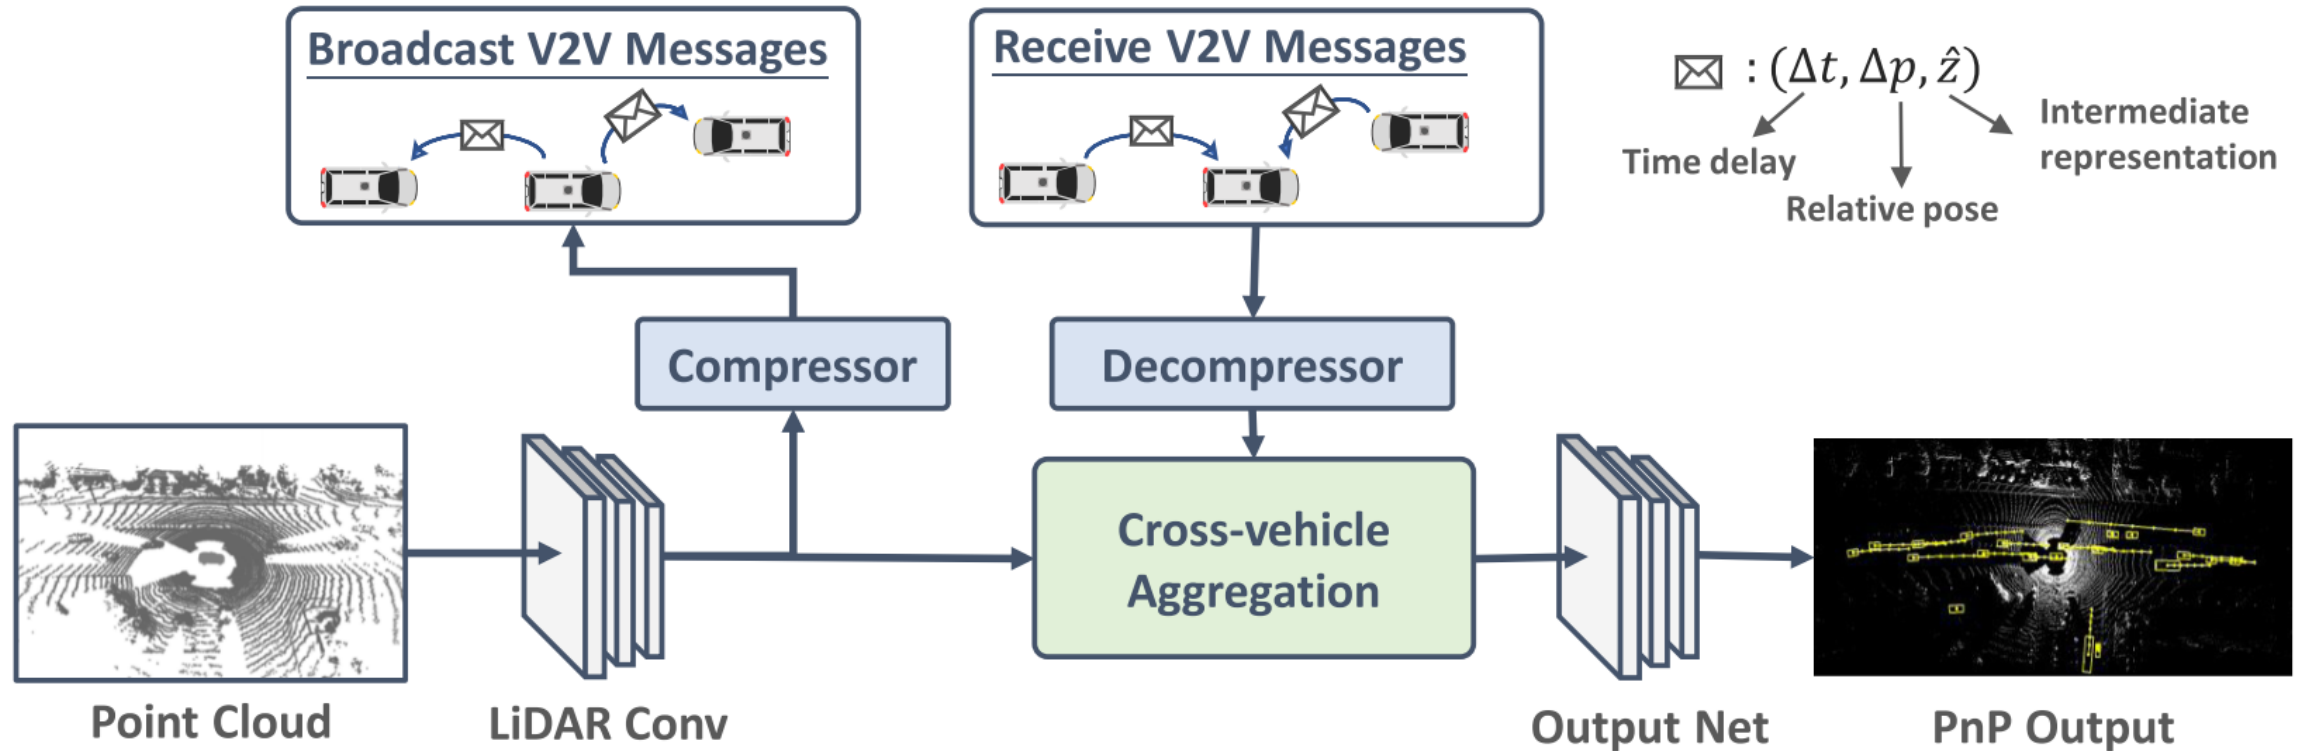 Broadcast V2V Messages
Receive V2V Messages
: (Δt, Δp, ẑ)
Time delay
Relative pose
Intermediate
representation
Compressor
Decompressor
Cross-vehicle
Aggregation
Point Cloud
LiDAR Conv
Output Net
PnP Output